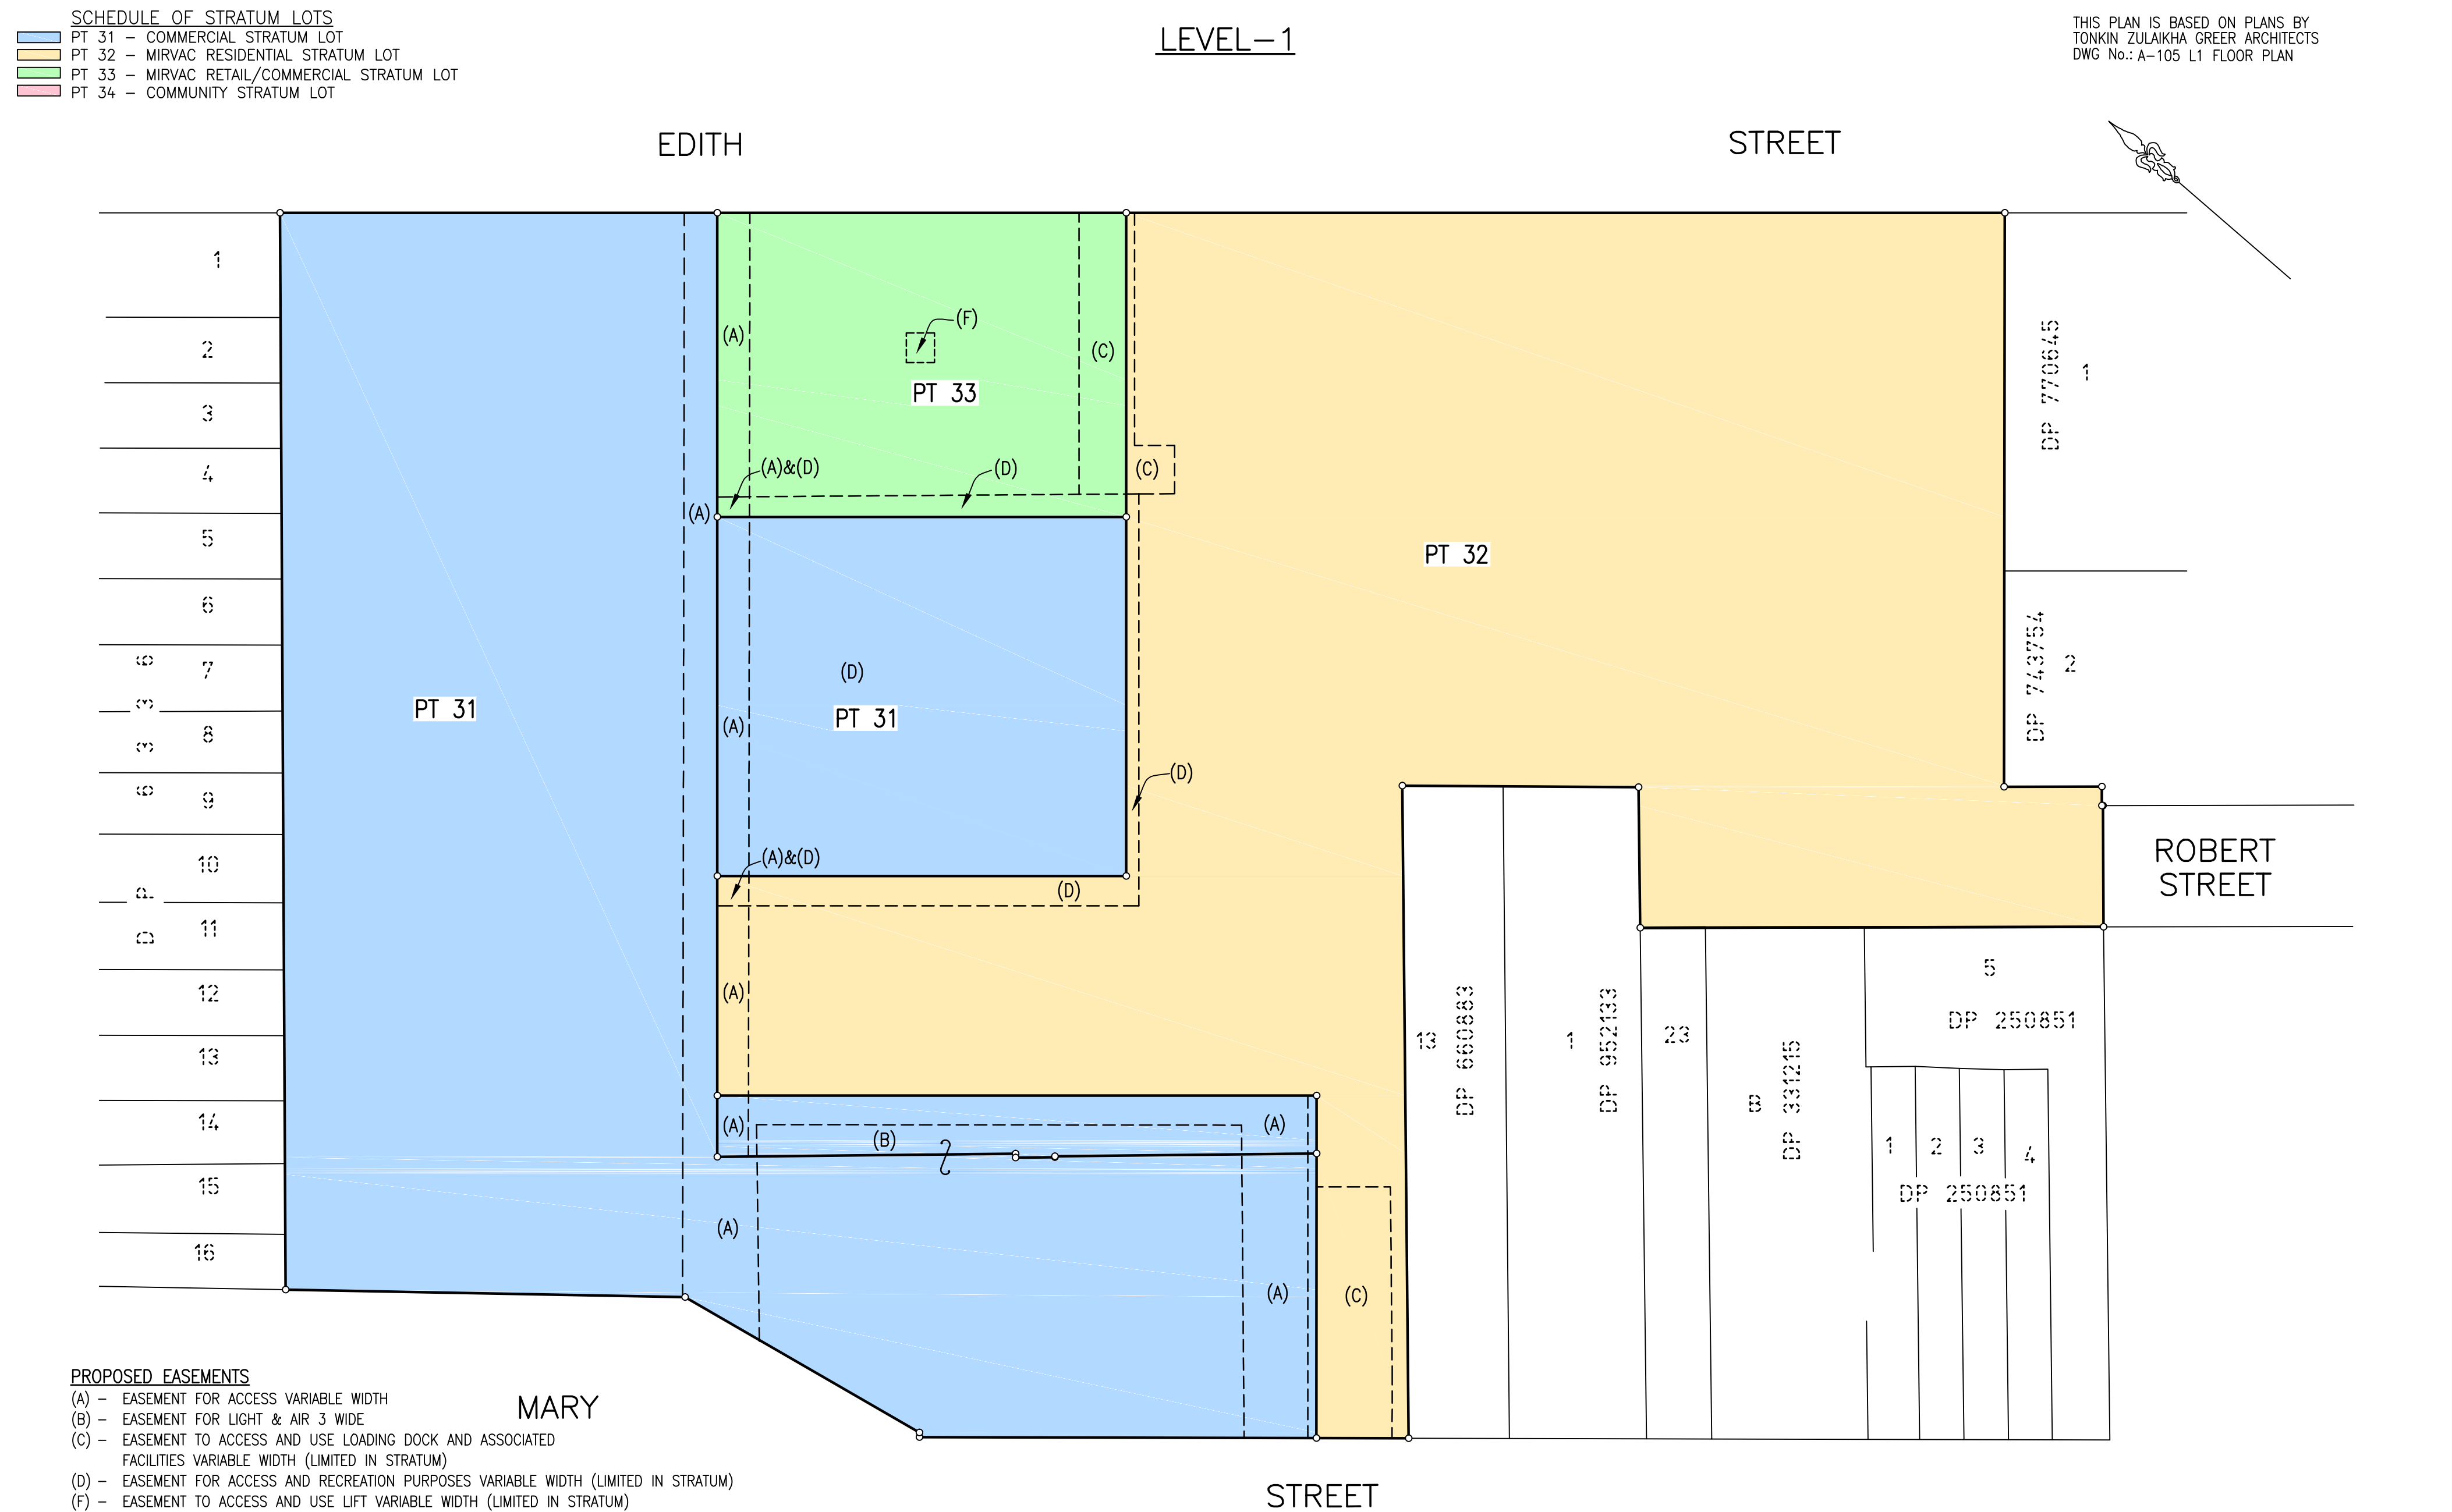 SCHEDULE OF STRATUM LOTS
PT 31 - COMMERCIAL STRATUM LOT
PT 32 - MIRVAC RESIDENTIAL STRATUM LOT
PT 33 - MIRVAC RETAIL/COMMERCIAL STRATUM LOT
PT 34 - COMMUNITY STRATUM LOT
LEVEL-1
THIS PLAN IS BASED ON PLANS BY
TONKIN ZULAIKHA GREER ARCHITECTS
DWG No.: A-105 L1 FLOOR PLAN
EDITH
STREET
1
2
3
4
5
6
7
8
9
10
11
12
13
14
15
16
DP 9336
PT 31
(A)
(A)
(F)
PT 33
(C)
(A)&(D)
(D)
(C)
PT 32
(D)
PT 31
(A)
(D)
(A)&(D)
(D)
(A)
(A)
(B)
(A)
(A)
(A)
(C)
DP 770645
1
DP 743754
2
ROBERT
STREET
13
DP 660883
1
DP 952133
23
B
DP 331215
5
DP 250851
1
2
3
4
DP 250851
PROPOSED EASEMENTS
(A) - EASEMENT FOR ACCESS VARIABLE WIDTH
(B) - EASEMENT FOR LIGHT & AIR 3 WIDE
(C) - EASEMENT TO ACCESS AND USE LOADING DOCK AND ASSOCIATED
FACILITIES VARIABLE WIDTH (LIMITED IN STRATUM)
(D) - EASEMENT FOR ACCESS AND RECREATION PURPOSES VARIABLE WIDTH (LIMITED IN STRATUM)
(F) - EASEMENT TO ACCESS AND USE LIFT VARIABLE WIDTH (LIMITED IN STRATUM)
MARY
STREET